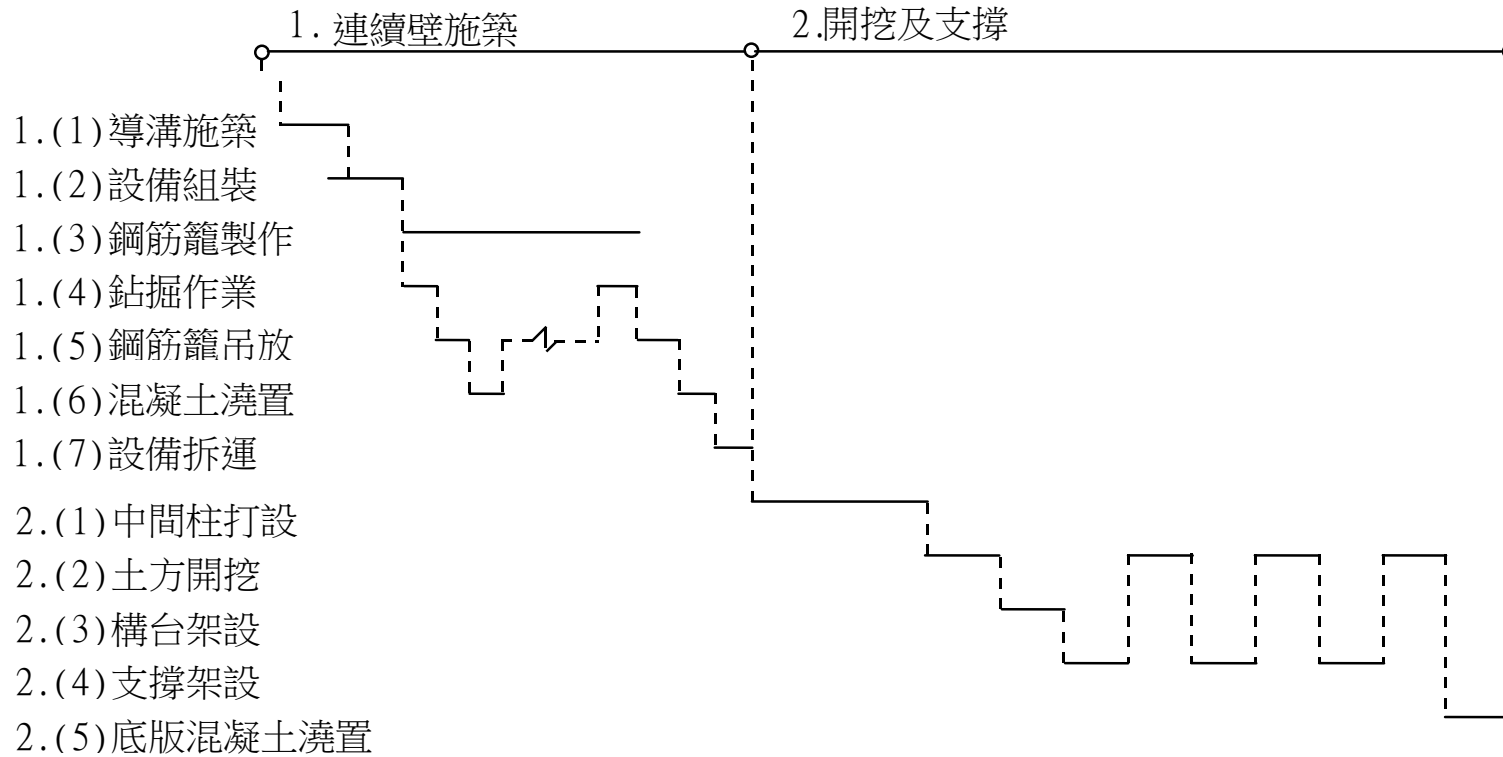 1. 連續壁施築
2.開挖及支撐
1.(1)導溝施築
1.(2)設備組裝
1.(3)鋼筋籠製作
1.(4)鉆掘作業
1.(5)鋼筋籠吊放
1.(6)混凝土澆置
1.(7)設備拆運
2.(1)中間柱打設
2.(2)土方開挖
2.(3)構台架設
2.(4)支撐架設
2.(5)底版混凝土澆置